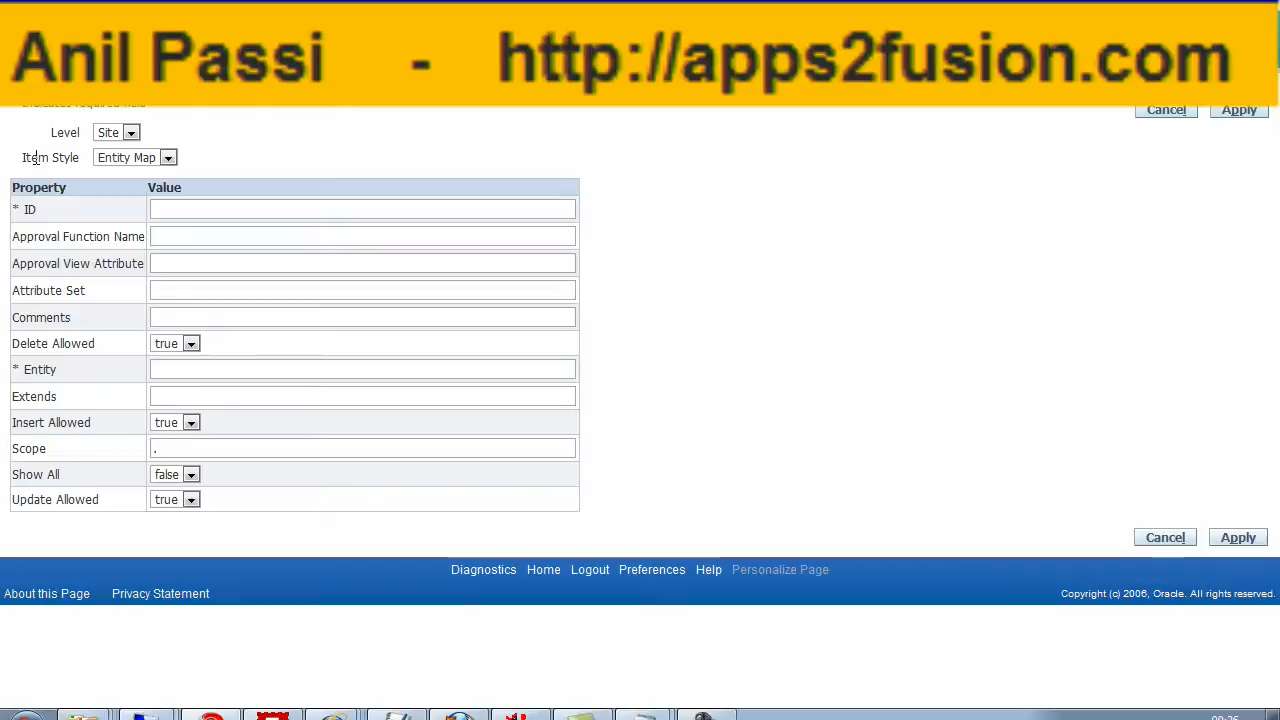 Anil Passi - http://apps2fusion.com
Cancel Apply
Level Site
Item Style Entity Map
Property Value
* ID
Approval Function Name
Approval View Attribute
Attribute Set
Comments
Delete Allowed true
* Entity
Extends
Insert Allowed true
Scope .
Show All false
Update Allowed true
Cancel Apply
Diagnostics Home Logout Preferences Help Personalize Page
About this Page Privacy Statement Copyright (c) 2006, Oracle. All rights reserved.